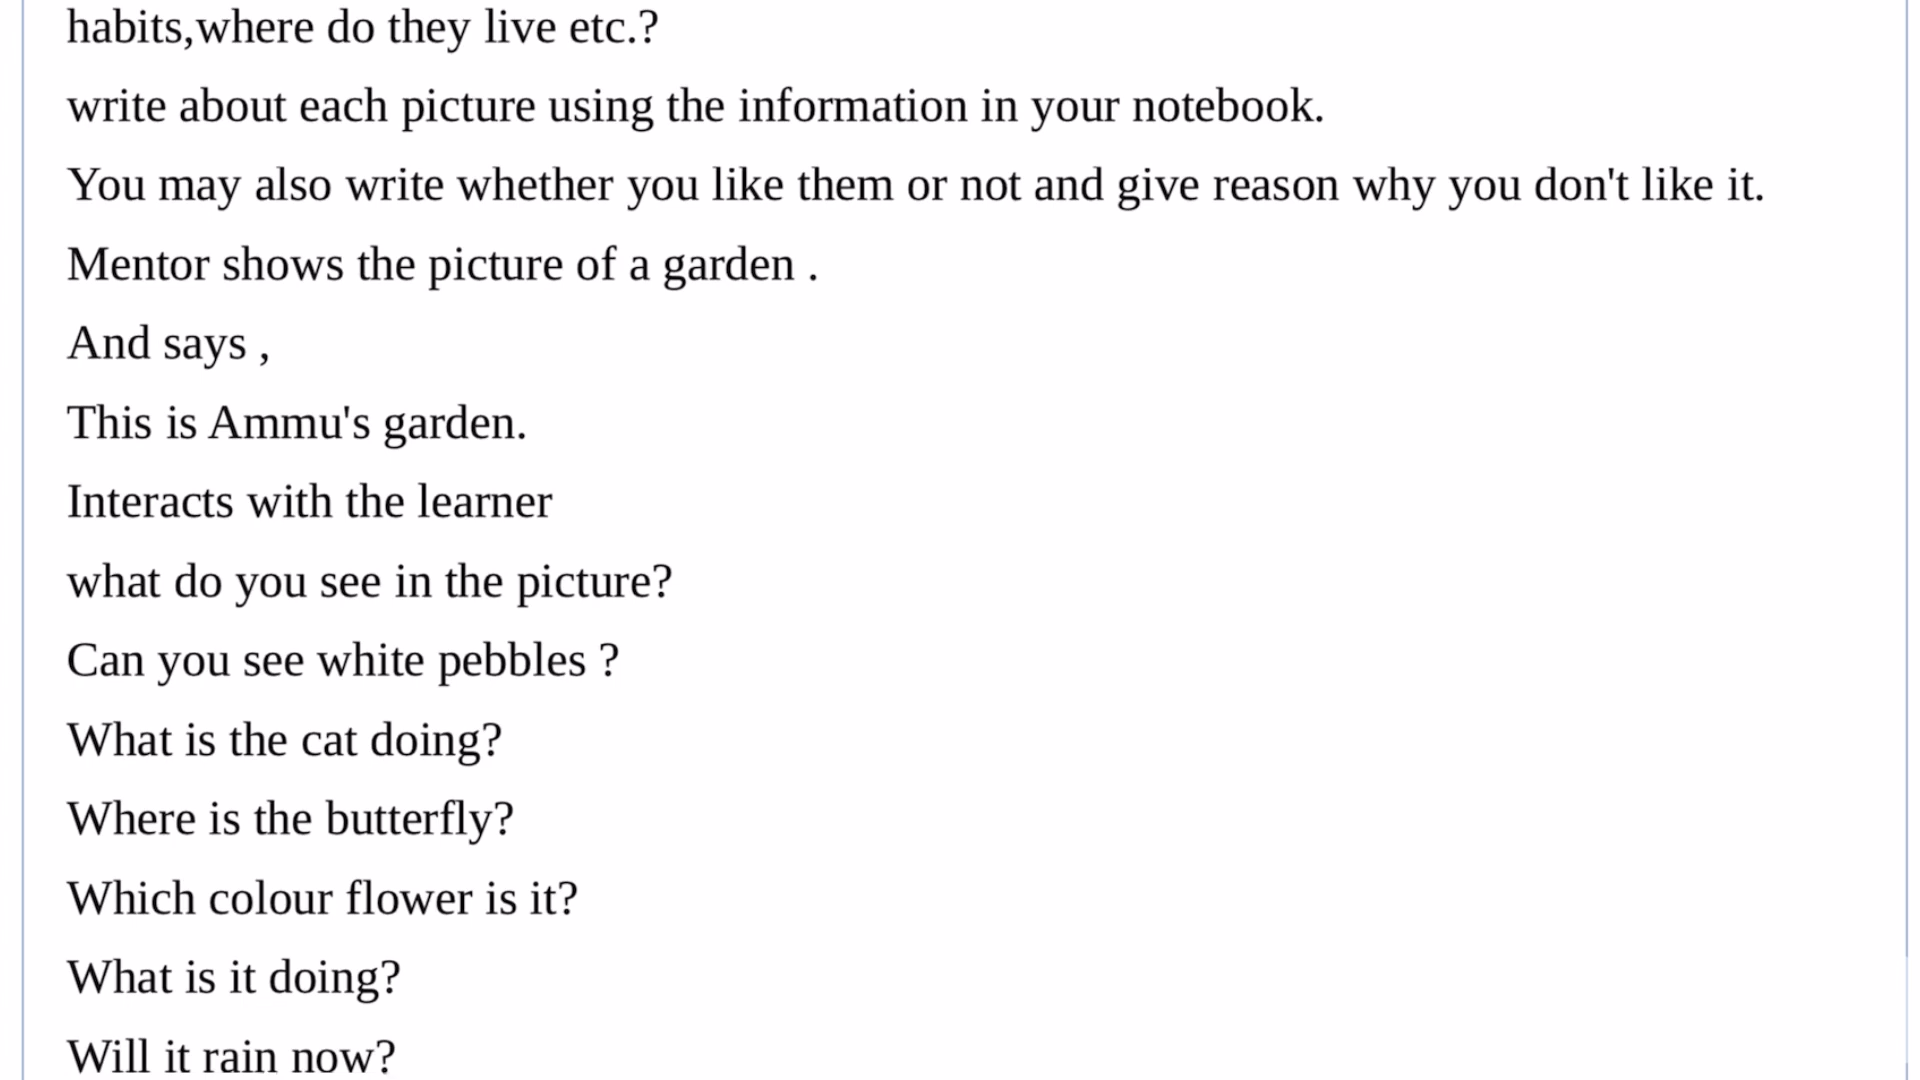 habits,where do they live etc.?
write about each picture using the information in your notebook.
You may also write whether you like them or not and give reason why you don't like it.
Mentor shows the picture of a garden .
And says ,
This is Ammu's garden.
Interacts with the learner
what do you see in the picture?
Can you see white pebbles ?
What is the cat doing?
Where is the butterfly?
Which colour flower is it?
What is it doing?
Will it rain now?